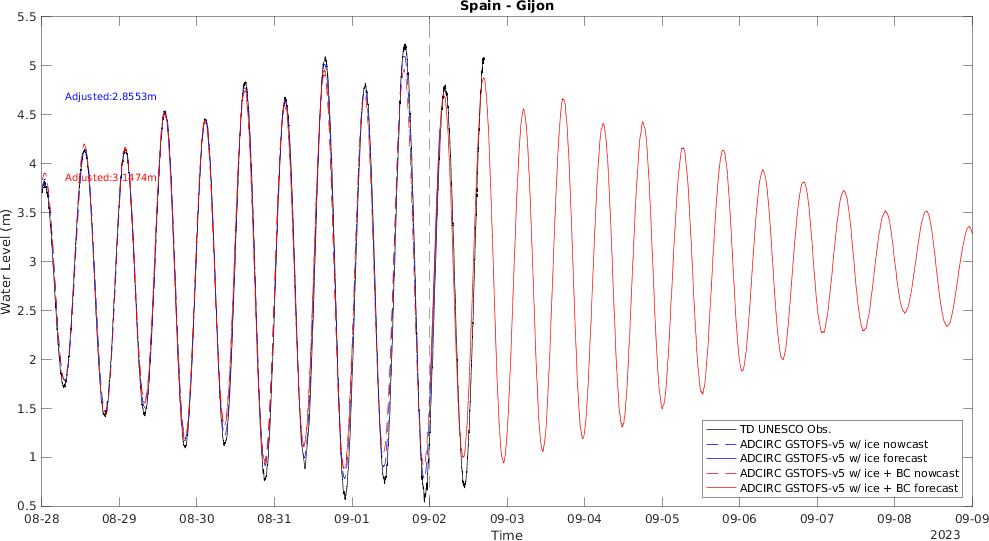 Spain - Gijon
5.5
5
4.5
4
3.5
3
2.5
2
1.5
1
0.5
Water Level (m)
Adjusted:2.8553m
Adjusted:3.1474m
TD UNESCO Obs.
ADCIRC GSTOFS-v5 w/ ice nowcast
ADCIRC GSTOFS-v5 w/ ice forecast
ADCIRC GSTOFS-v5 w/ ice + BC nowcast
ADCIRC GSTOFS-v5 w/ ice + BC forecast
08-28 08-29 08-30 08-31 09-01 09-02 09-03 09-04 09-05 09-06 09-07 09-08 09-09
Time
2023